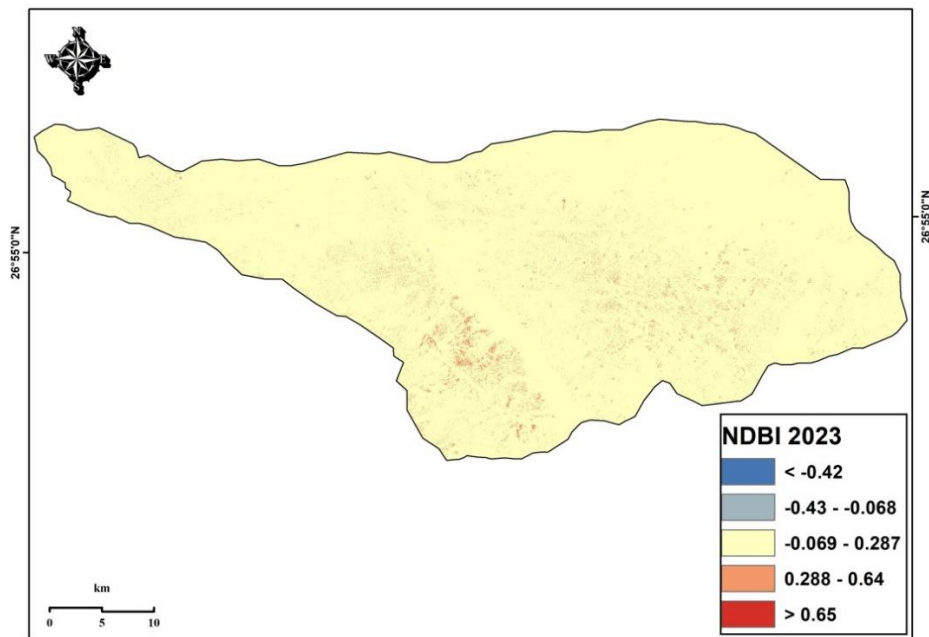 N
W E
S
26°55'0"N
26°55'0"N
NDBI 2023
< -0.42
-0.43 - -0.068
-0.069 - 0.287
0.288 - 0.64
> 0.65
km
0 5 10